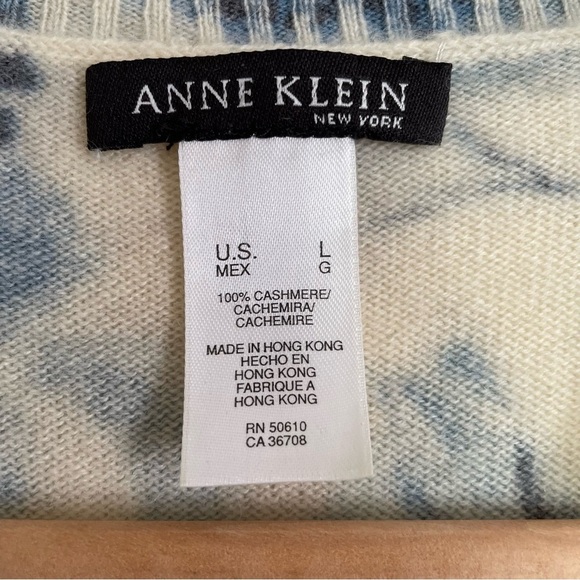 ANNE KLEIN
NEW YORK
U.S. L
MEX G
100% CASHMERE/
CACHEMIRA/
CACHEMIRE
MADE IN HONG KONG
HECHO EN
HONG KONG
FABRIQUE A
HONG KONG
RN 50610
CA 36708